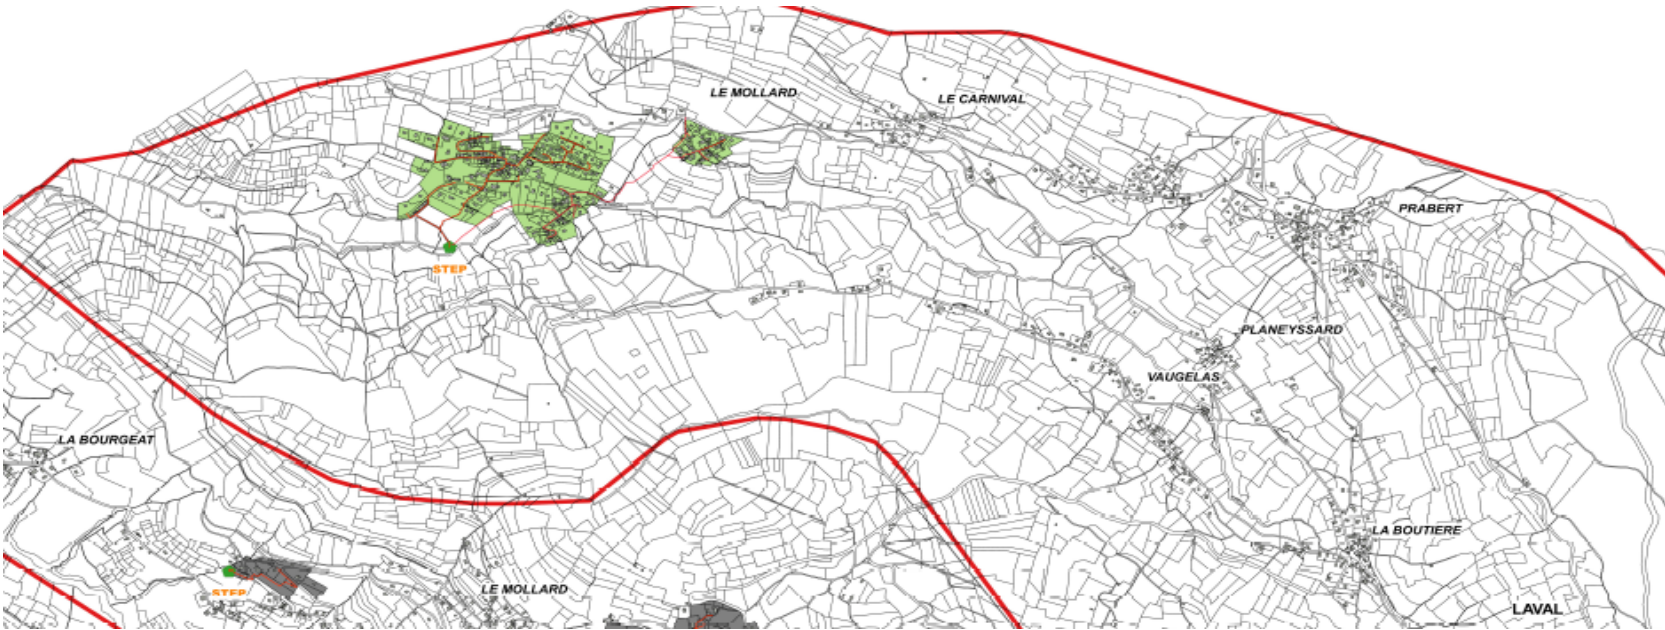 LE MOLLARD
LE CARNIVAL
PRABERT
STEP
PLANEYSSARD
VAUGELAS
LA BOURGEAT
LA BOUTIERE
STEP
LE MOLLARD
LAVAL